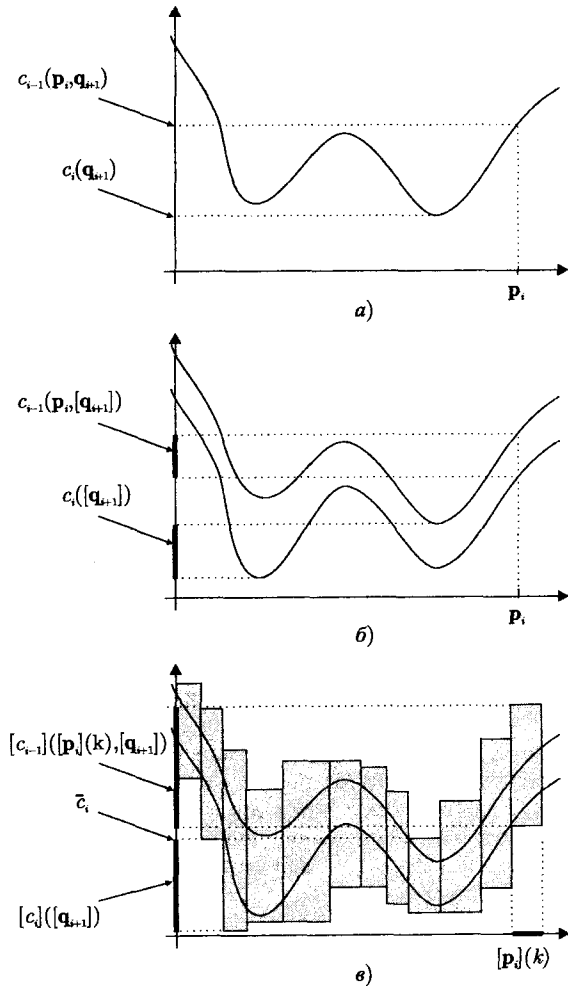 c_{i-1}(p_i,q_{i+1})
c_i(q_{i+1})
p_i
а)
c_{i-1}(p_i,[q_{i+1}])
c_i([q_{i+1}])
p_i
б)
[c_{i-1}]([p_i](k),[q_{i+1}])
c̄_i
[c_i]([q_{i+1}])
[p_i](k)
в)